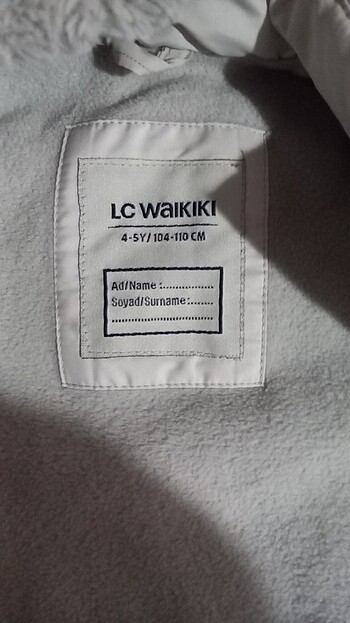 LC WAIKIKI
4-5Y/104-110 CM
Ad/Name :................
Soyad/Surname:.......
..............................